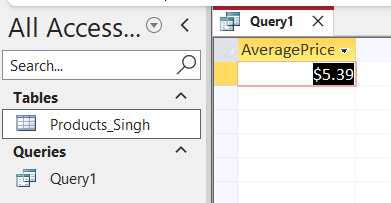 All Access...
Search...
Tables
Products_Singh
Queries
Query1
Query1
AveragePrice
$5.39